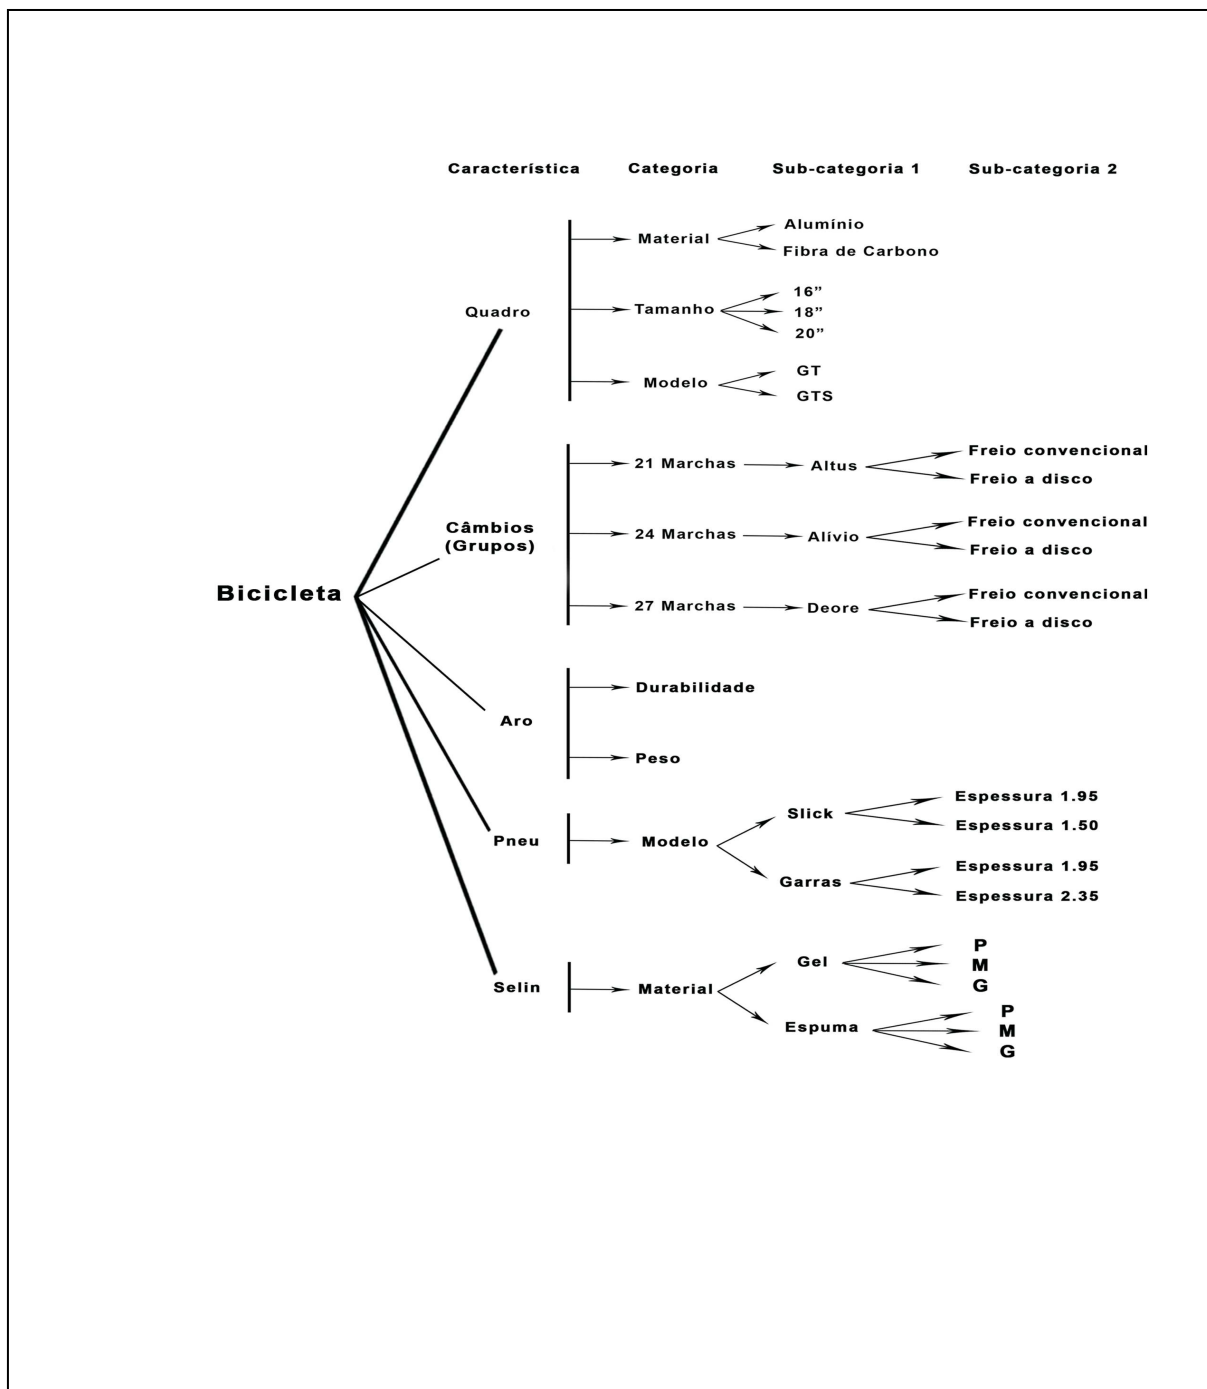 Característica Categoria Sub-categoria 1 Sub-categoria 2
Quadro
Material
Alumínio
Fibra de Carbono
Tamanho
16”
18”
20”
Modelo
GT
GTS
Bicicleta
Câmbios
(Grupos)
21 Marchas Altus
Freio convencional
Freio a disco
24 Marchas Alívio
Freio convencional
Freio a disco
27 Marchas Deore
Freio convencional
Freio a disco
Aro
Durabilidade
Peso
Pneu Modelo
Slick
Espessura 1.95
Espessura 1.50
Garras
Espessura 1.95
Espessura 2.35
Selin Material
Gel
P
M
G
Espuma
P
M
G